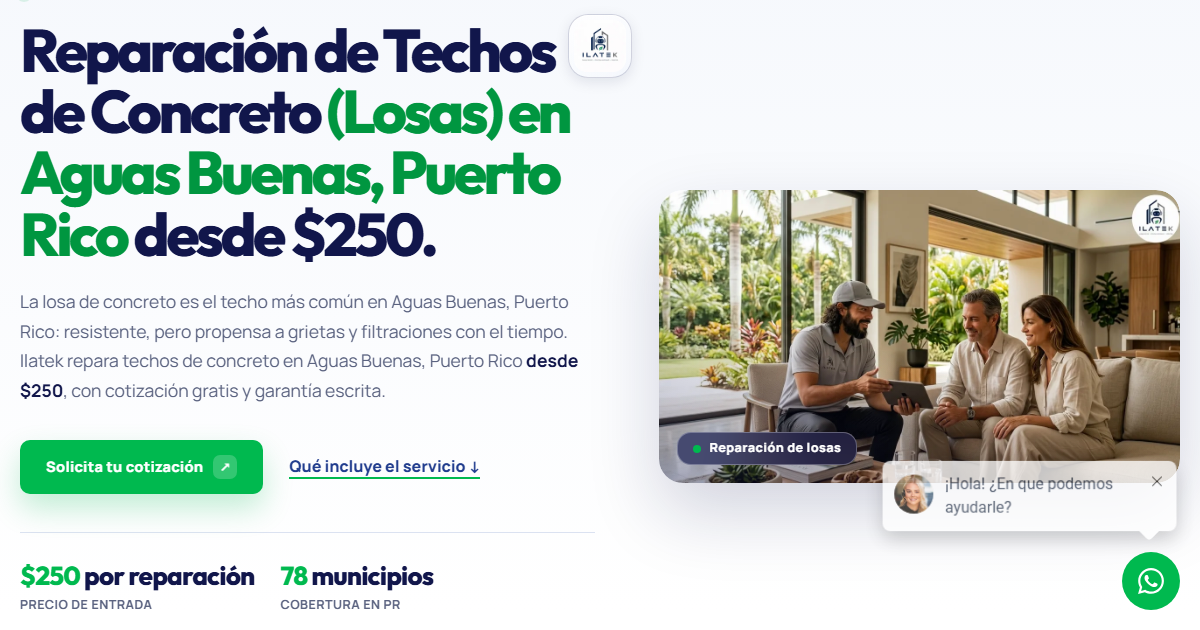 Reparación de Techos
de Concreto (Losas) en
Aguas Buenas, Puerto
Rico desde $250.
ILATEK
La losa de concreto es el techo más común en Aguas Buenas, Puerto
Rico: resistente, pero propensa a grietas y filtraciones con el tiempo.
Ilatek repara techos de concreto en Aguas Buenas, Puerto Rico desde
$250, con cotización gratis y garantía escrita.
Solicita tu cotización ↗
Qué incluye el servicio ↓
$250 por reparación
PRECIO DE ENTRADA
78 municipios
COBERTURA EN PR
ILATEK
Reparación de losas
¡Hola! ¿En que podemos
ayudarle?